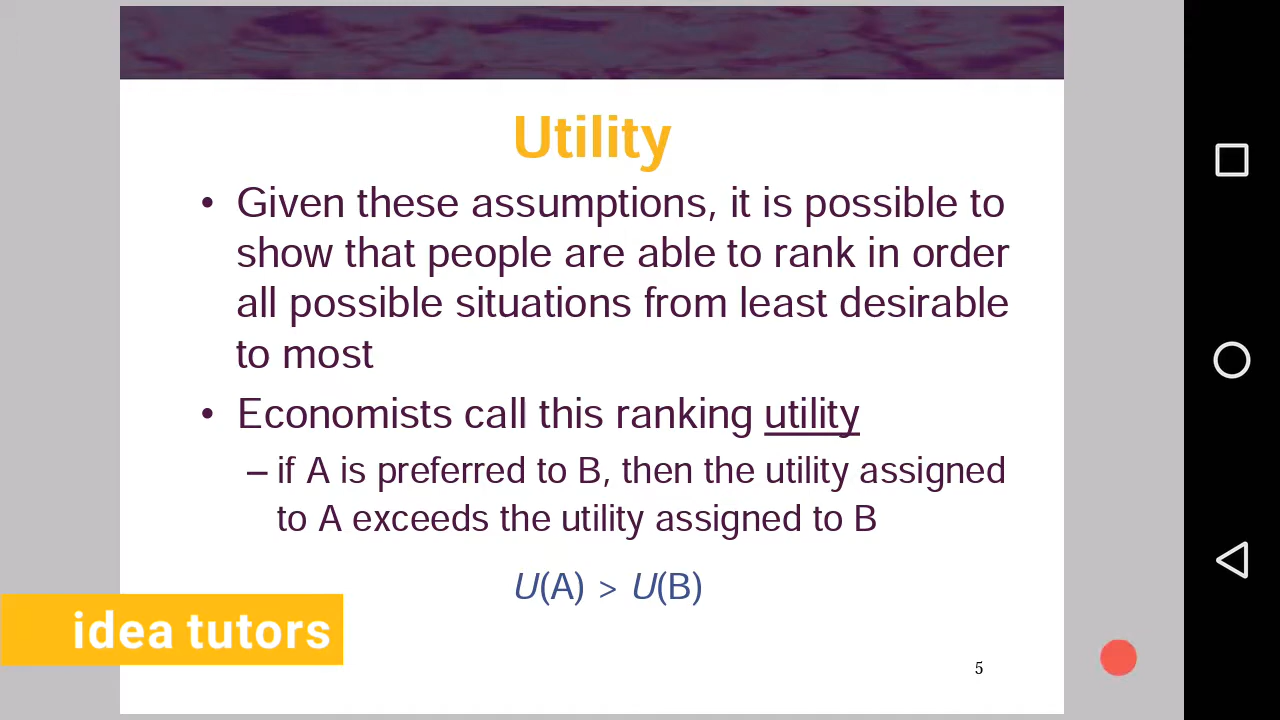 Utility
• Given these assumptions, it is possible to
show that people are able to rank in order
all possible situations from least desirable
to most
• Economists call this ranking utility
– if A is preferred to B, then the utility assigned
to A exceeds the utility assigned to B
U(A) > U(B)
idea tutors
5